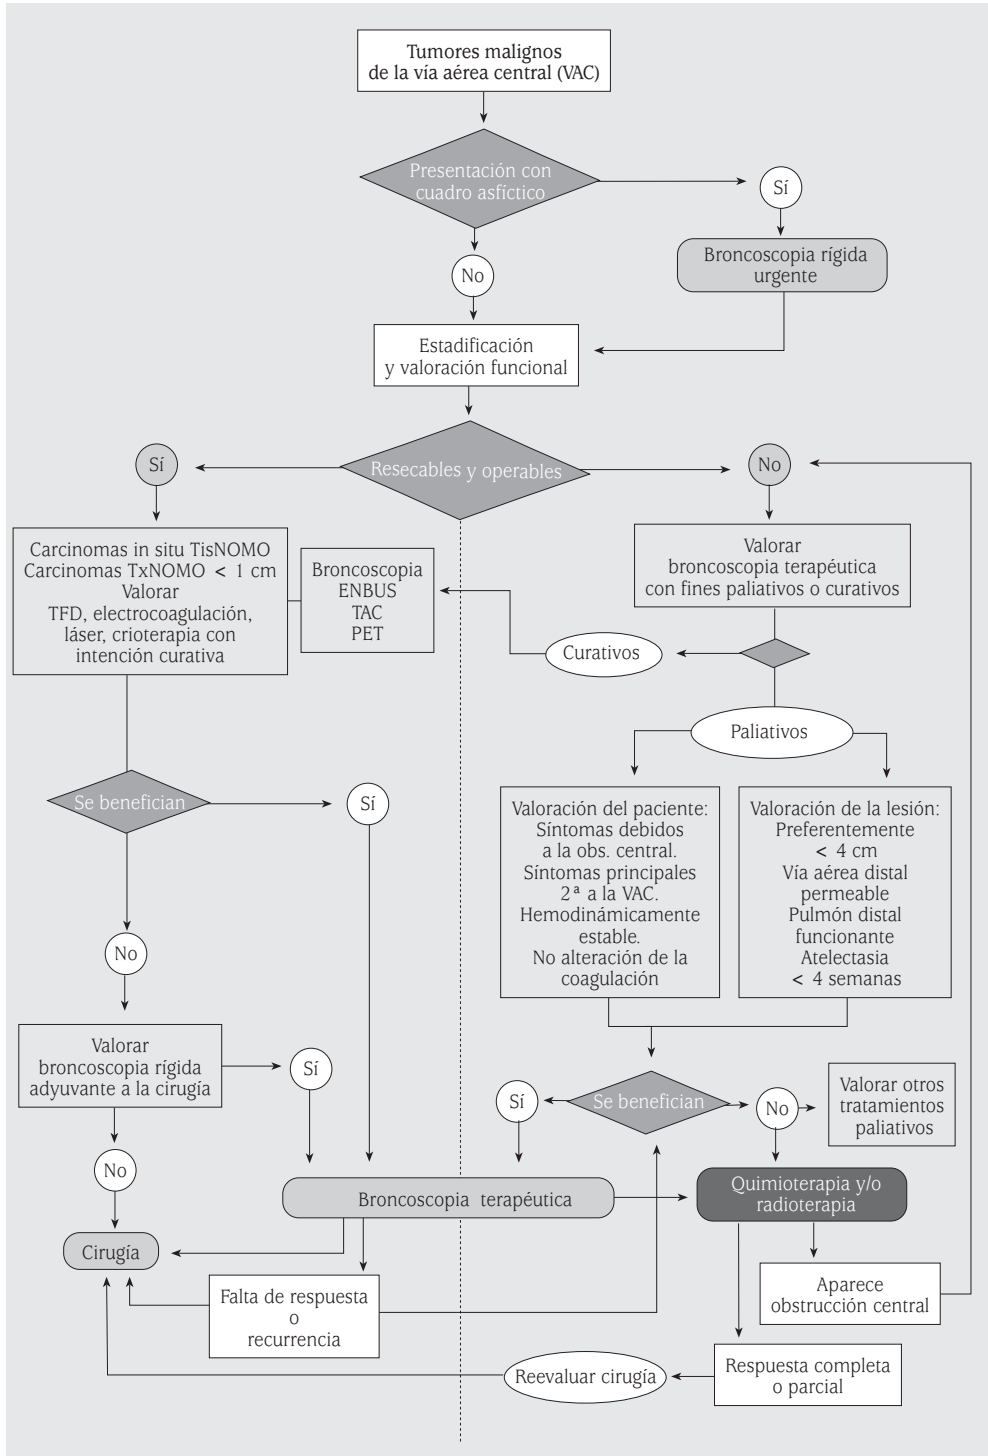 Tumores malignos
de la vía aérea central (VAC)
Presentación con
cuadro asfíctico
Sí
Broncoscopia rígida
urgente
No
Estadificación
y valoración funcional
Resecables y operables
Sí
No
Carcinomas in situ TisNOMO
Carcinomas TxNOMO < 1 cm
Valorar
TFD, electrocoagulación,
láser, crioterapia con
intención curativa
Broncoscopia
ENBUS
TAC
PET
Valorar
broncoscopia terapéutica
con fines paliativos o curativos
Curativos
Paliativos
Se benefician
Sí
Valoración del paciente:
Síntomas debidos
a la obs. central.
Síntomas principales
2ª a la VAC.
Hemodinámicamente
estable.
No alteración de la
coagulación
Valoración de la lesión:
Preferentemente
< 4 cm
Vía aérea distal
permeable
Pulmón distal
funcionante
Atelectasia
< 4 semanas
No
Valorar
broncoscopia rígida
adyuvante a la cirugía
Sí
Sí
Se benefician
No
Valorar otros
tratamientos
paliativos
No
Broncoscopia terapéutica
Quimioterapia y/o
radioterapia
Cirugía
Falta de respuesta
o
recurrencia
Aparece
obstrucción central
Reevaluar cirugía
Respuesta completa
o parcial